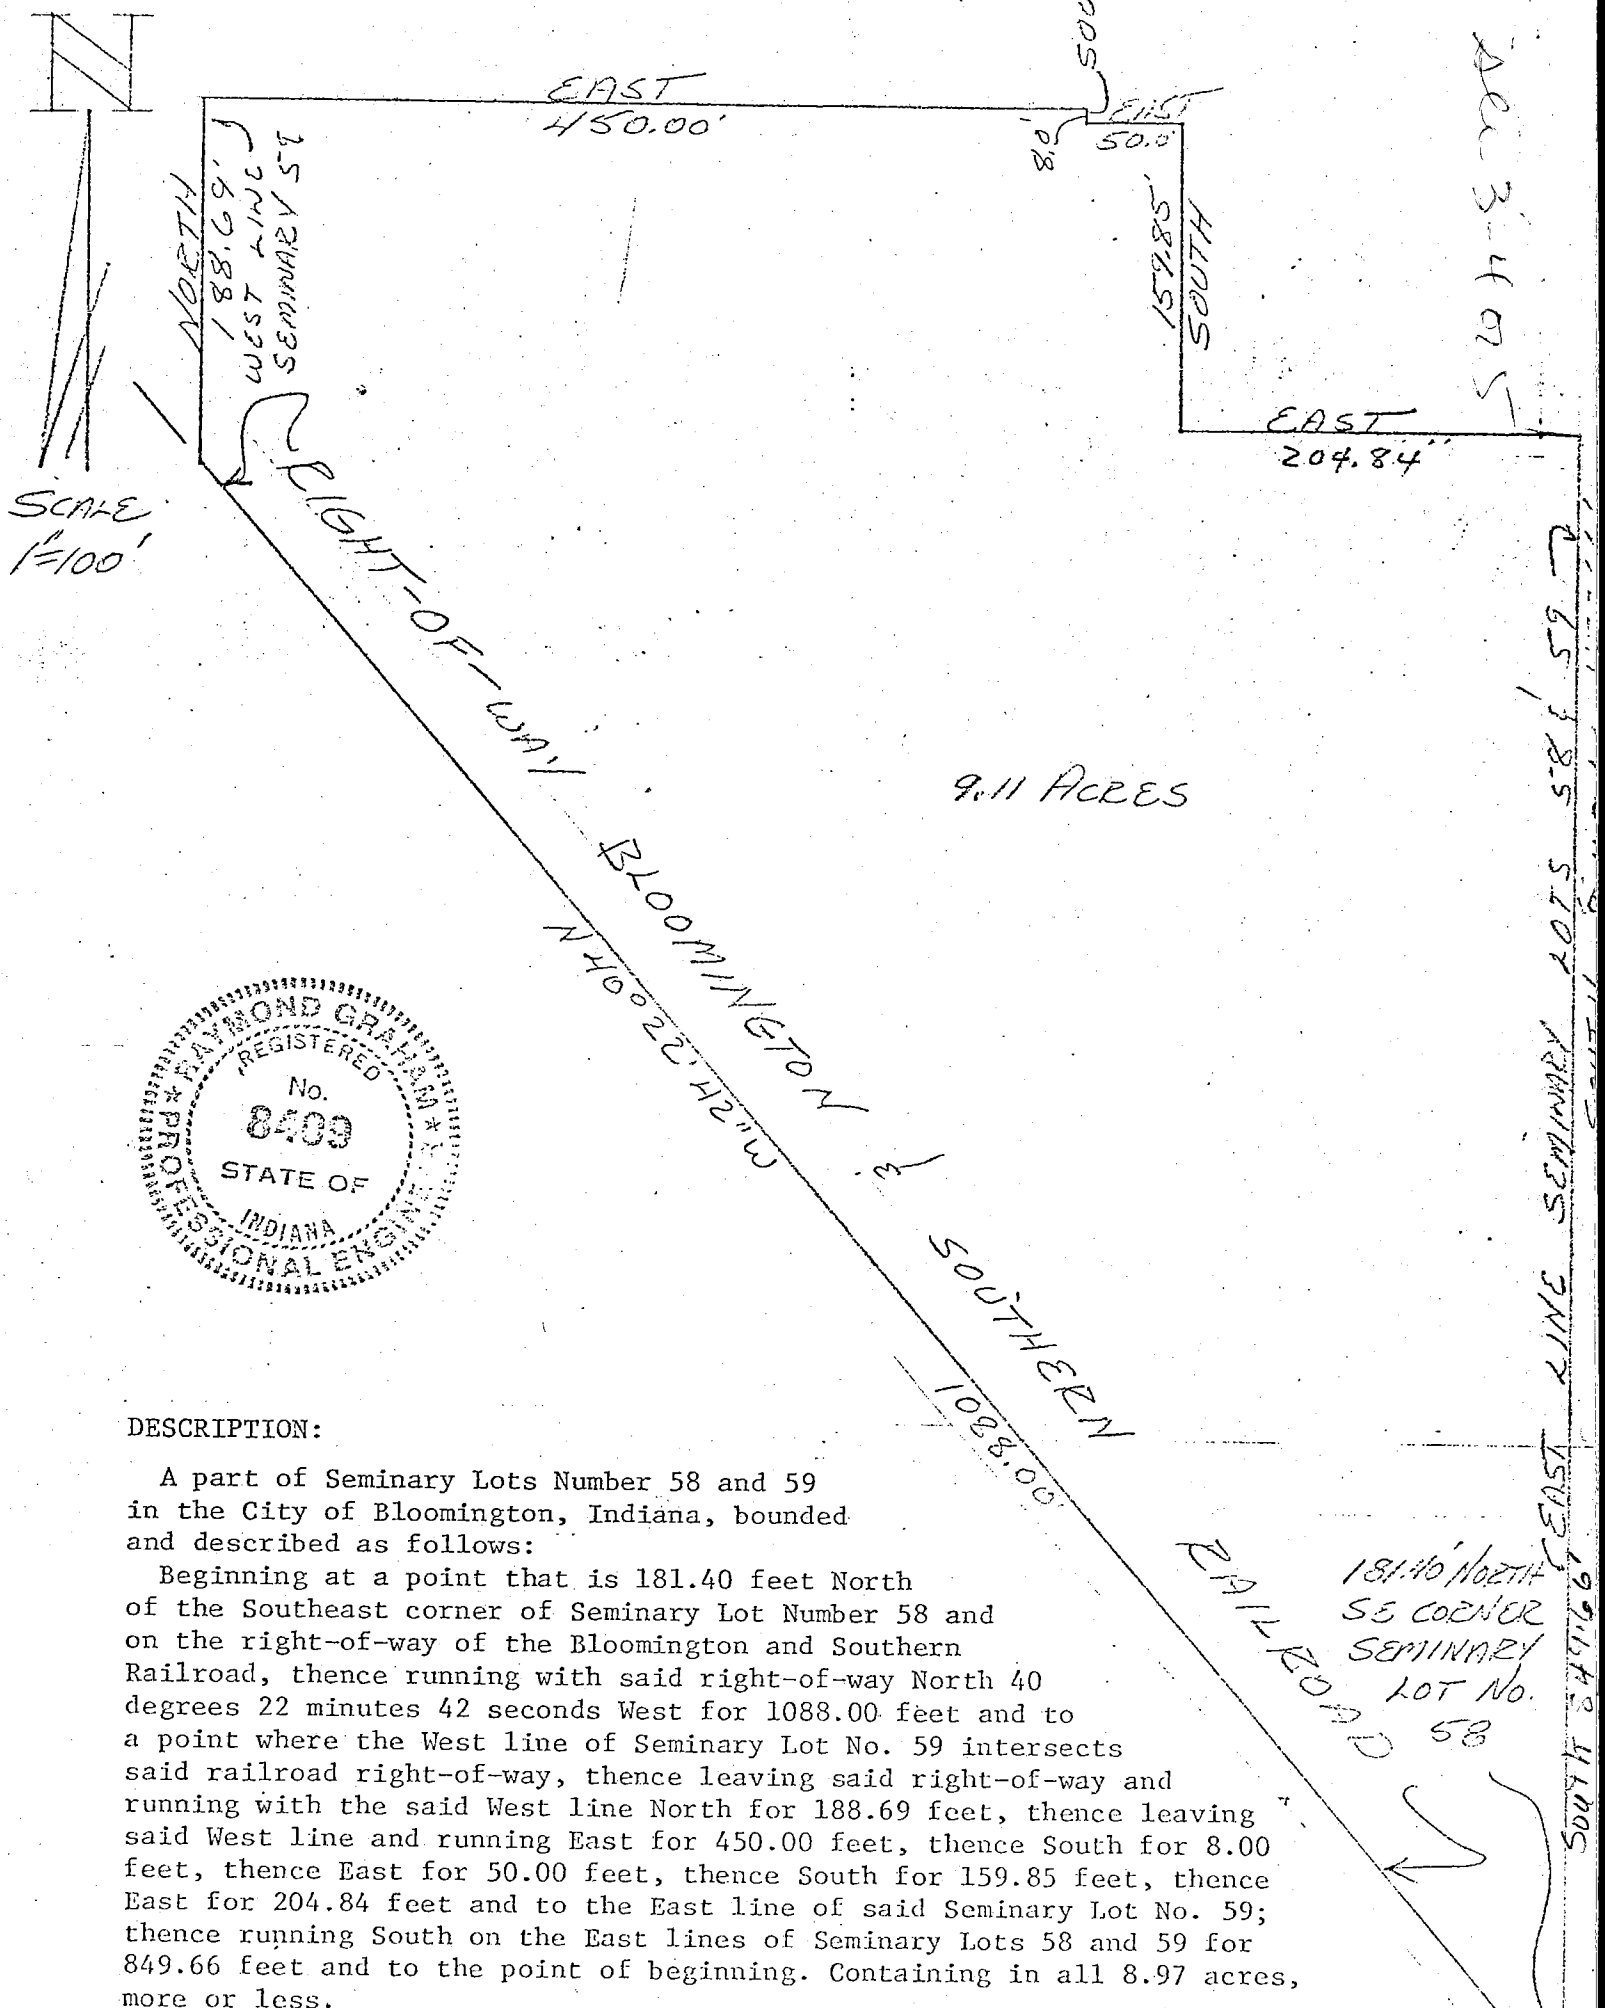 N
SCALE
1"=100'
EAST
450.00'
EAST
50.0'
8.0'
NORTH
188.69'
WEST LINE
SEMINARY 59
159.85'
SOUTH
EAST
204.84'
RIGHT-OF-WAY BLOOMINGTON & SOUTHERN RAILROAD
N 40° 22' 42" W
1088.00'
9.11 ACRES
EAST LINE SEMINARY LOTS 58 & 59
SOUTH 849.66'
181.40' NORTH
SE CORNER
SEMINARY
LOT NO.
58
RAYMOND GRAHAM
REGISTERED
No.
8409
STATE OF
INDIANA
PROFESSIONAL
DESCRIPTION:
A part of Seminary Lots Number 58 and 59
in the City of Bloomington, Indiana, bounded
and described as follows:
Beginning at a point that is 181.40 feet North
of the Southeast corner of Seminary Lot Number 58 and
on the right-of-way of the Bloomington and Southern
Railroad, thence running with said right-of-way North 40
degrees 22 minutes 42 seconds West for 1088.00 feet and to
a point where the West line of Seminary Lot No. 59 intersects
said railroad right-of-way, thence leaving said right-of-way and
running with the said West line North for 188.69 feet, thence leaving
said West line and running East for 450.00 feet, thence South for 8.00
feet, thence East for 50.00 feet, thence South for 159.85 feet, thence
East for 204.84 feet and to the East line of said Seminary Lot No. 59;
thence running South on the East lines of Seminary Lots 58 and 59 for
849.66 feet and to the point of beginning. Containing in all 8.97 acres,
more or less.